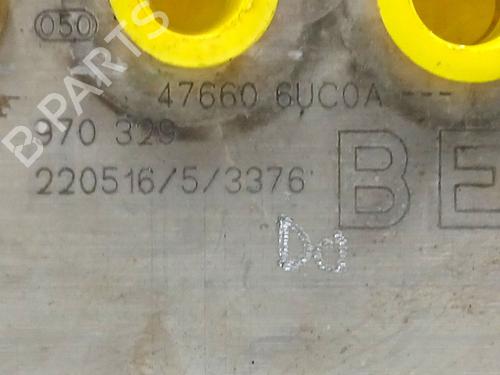 050
47660 6UC0A ---
970 329
220516/5/3376
BE
Do
B-PARTS